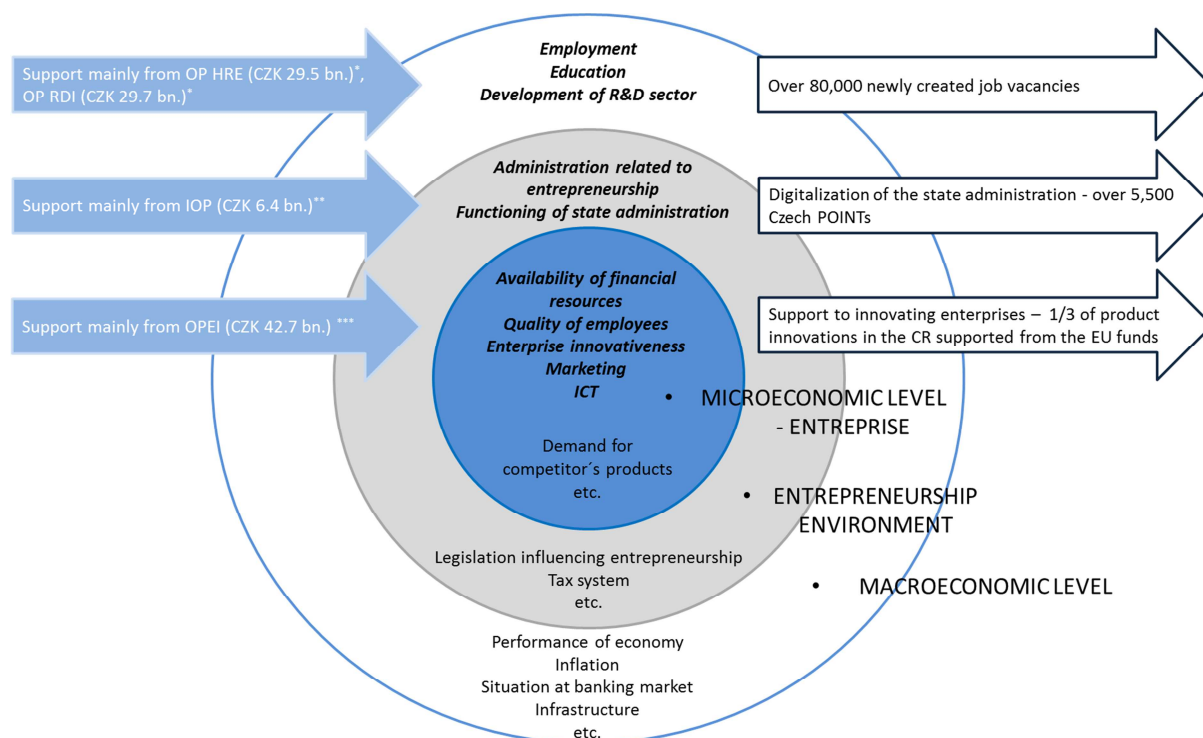 Support mainly from OP HRE (CZK 29.5 bn.)*,
OP RDI (CZK 29.7 bn.)*
Employment
Education
Development of R&D sector
Over 80,000 newly created job vacancies
Support mainly from IOP (CZK 6.4 bn.)**
Administration related to
entrepreneurship
Functioning of state administration
Digitalization of the state administration - over 5,500
Czech POINTs
Support mainly from OPEI (CZK 42.7 bn.) ***
Availability of financial
resources
Quality of employees
Enterprise innovativeness
Marketing
ICT
Support to innovating enterprises – 1/3 of product
innovations in the CR supported from the EU funds
• MICROECONOMIC LEVEL
- ENTREPRISE
Demand for
competitor´s products
etc.
• ENTREPRENEURSHIP
ENVIRONMENT
Legislation influencing entrepreneurship
Tax system
etc.
• MACROECONOMIC LEVEL
Performance of economy
Inflation
Situation at banking market
Infrastructure
etc.